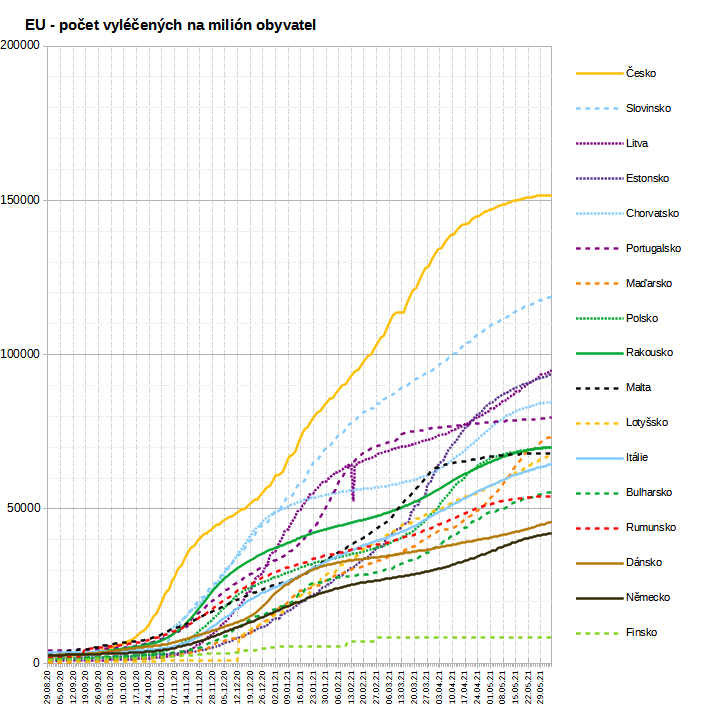 EU - počet vyléčených na milión obyvatel
200000
150000
100000
50000
0
Česko
Slovinsko
Litva
Estonsko
Chorvatsko
Portugalsko
Maďarsko
Polsko
Rakousko
Malta
Lotyšsko
Itálie
Bulharsko
Rumunsko
Dánsko
Německo
Finsko
29.08.20
05.09.20
12.09.20
19.09.20
26.09.20
03.10.20
10.10.20
17.10.20
24.10.20
31.10.20
07.11.20
14.11.20
21.11.20
28.11.20
05.12.20
12.12.20
19.12.20
26.12.20
02.01.21
09.01.21
16.01.21
23.01.21
30.01.21
06.02.21
13.02.21
20.02.21
27.02.21
06.03.21
13.03.21
20.03.21
27.03.21
03.04.21
10.04.21
17.04.21
24.04.21
01.05.21
08.05.21
15.05.21
22.05.21
29.05.21